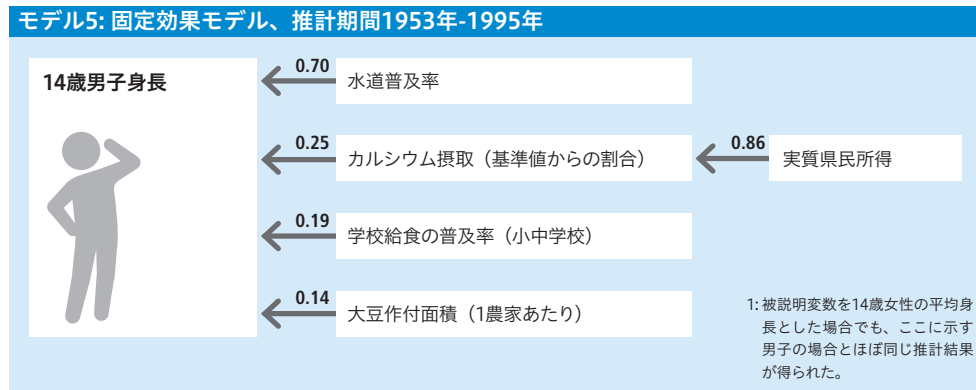 モデル5: 固定効果モデル、推計期間1953年-1995年
14歳男子身長
0.70
水道普及率
0.25
カルシウム摂取（基準値からの割合）
0.86
実質県民所得
0.19
学校給食の普及率（小中学校）
0.14
大豆作付面積（1農家あたり）
1: 被説明変数を14歳女性の平均身
長とした場合でも、ここに示す
男子の場合とほぼ同じ推計結果
が得られた。